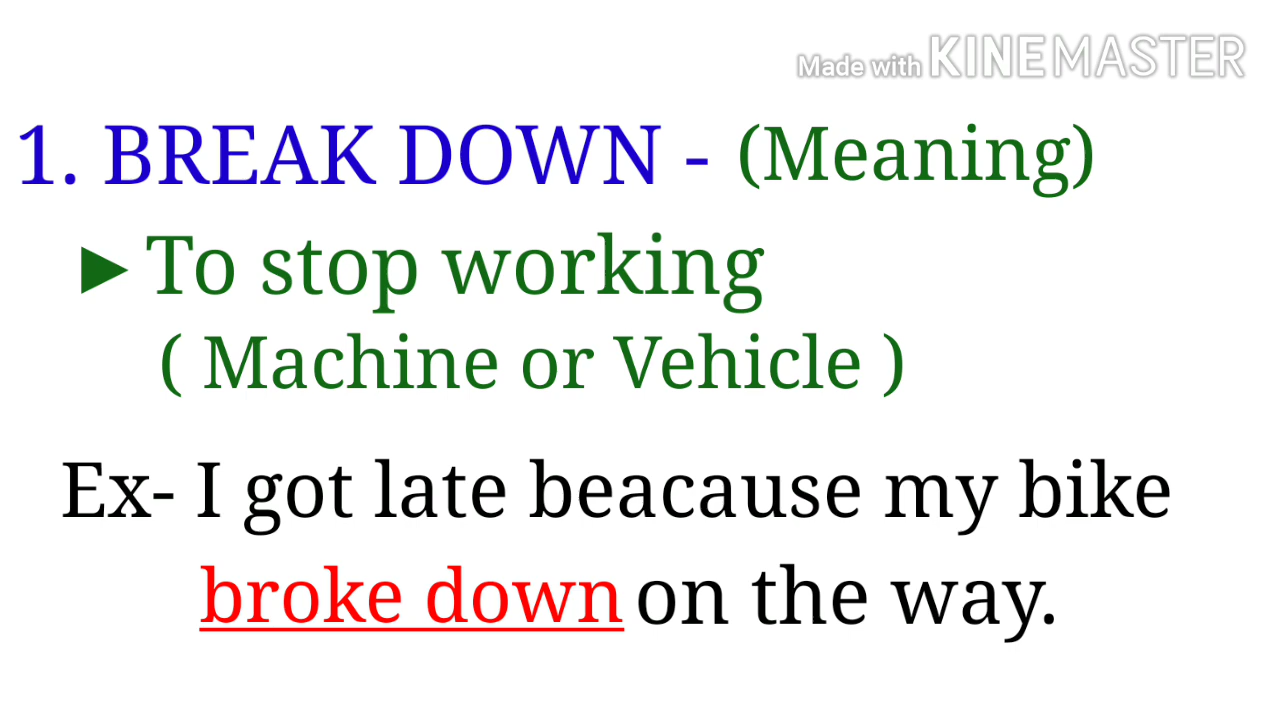 Made with KINEMASTER
1. BREAK DOWN - (Meaning)
►To stop working
( Machine or Vehicle )
Ex- I got late beacause my bike
broke down on the way.